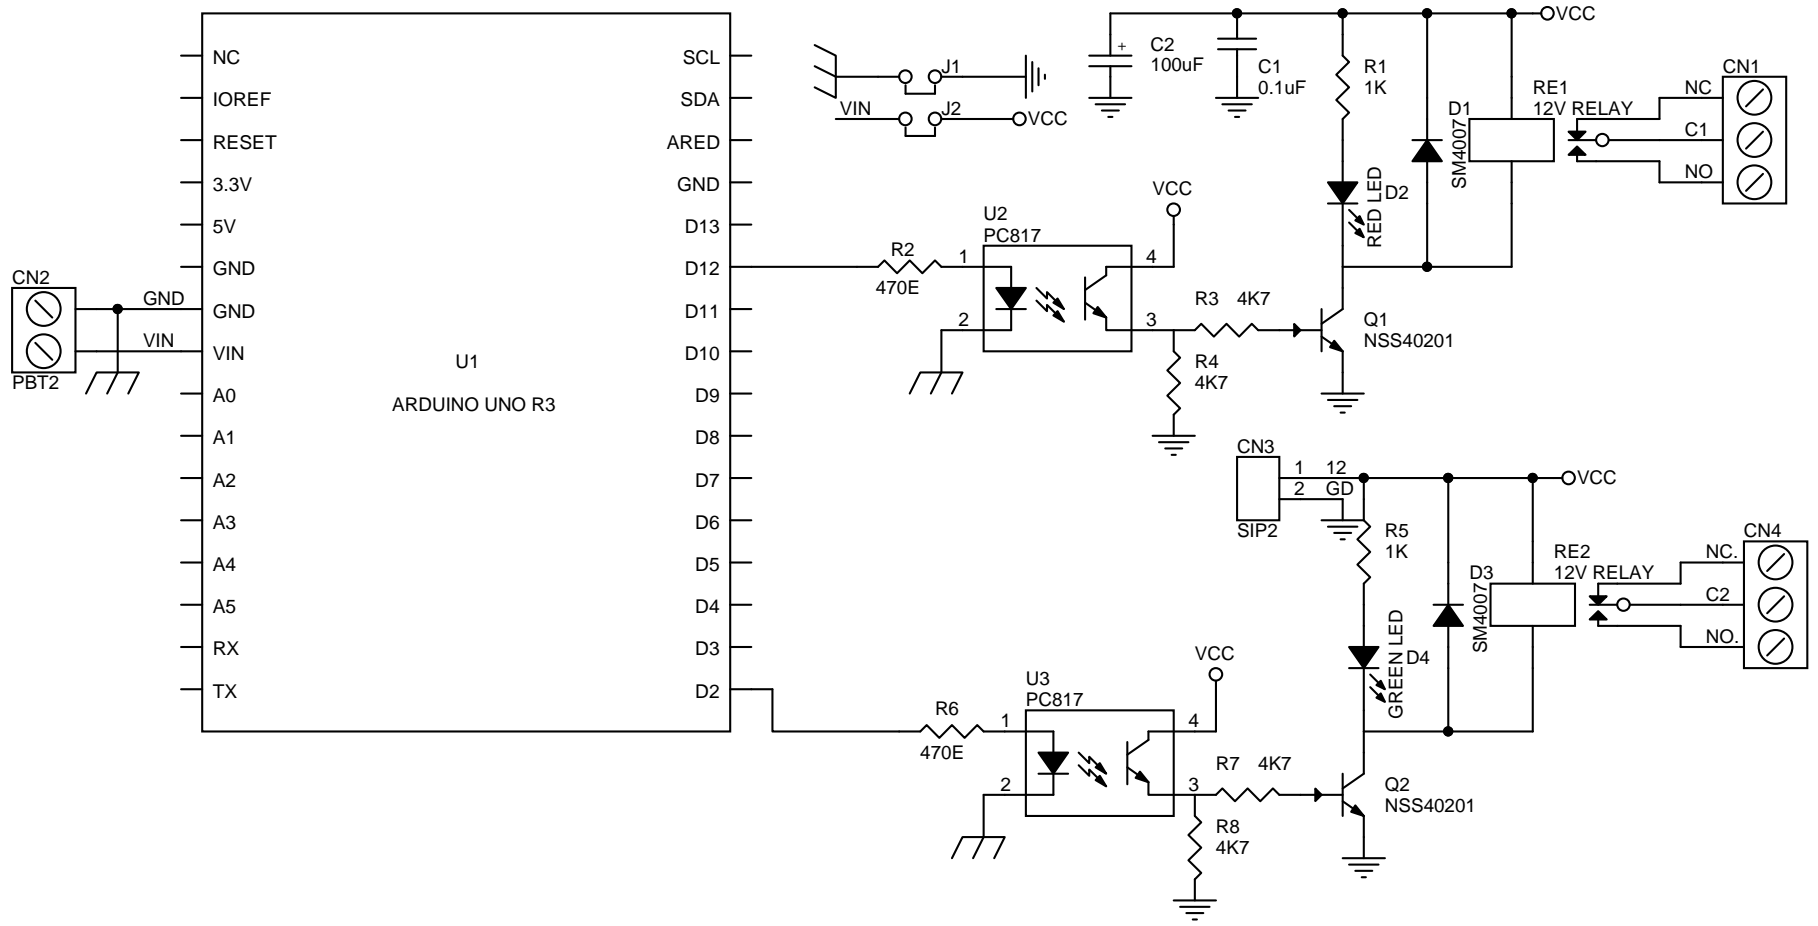 NC
IOREF
RESET
3.3V
5V
GND
GND
VIN
A0
A1
A2
A3
A4
A5
RX
TX
U1
ARDUINO UNO R3
SCL
SDA
ARED
GND
D13
D12
D11
D10
D9
D8
D7
D6
D5
D4
D3
D2
CN2
PBT2
GND
VIN
J1
VIN
J2
VCC
+
C2
100uF
C1
0.1uF
R1
1K
VCC
D1
SM4007
RE1
12V RELAY
CN1
NC
C1
NO
D2
RED LED
VCC
U2
PC817
1
2
4
3
R2
470E
R3 4K7
R4
4K7
Q1
NSS40201
CN3
SIP2
1 12
2 GD
VCC
R5
1K
D3
SM4007
RE2
12V RELAY
CN4
NC.
C2
NO.
D4
GREEN LED
VCC
U3
PC817
1
2
4
3
R6
470E
R7 4K7
R8
4K7
Q2
NSS40201